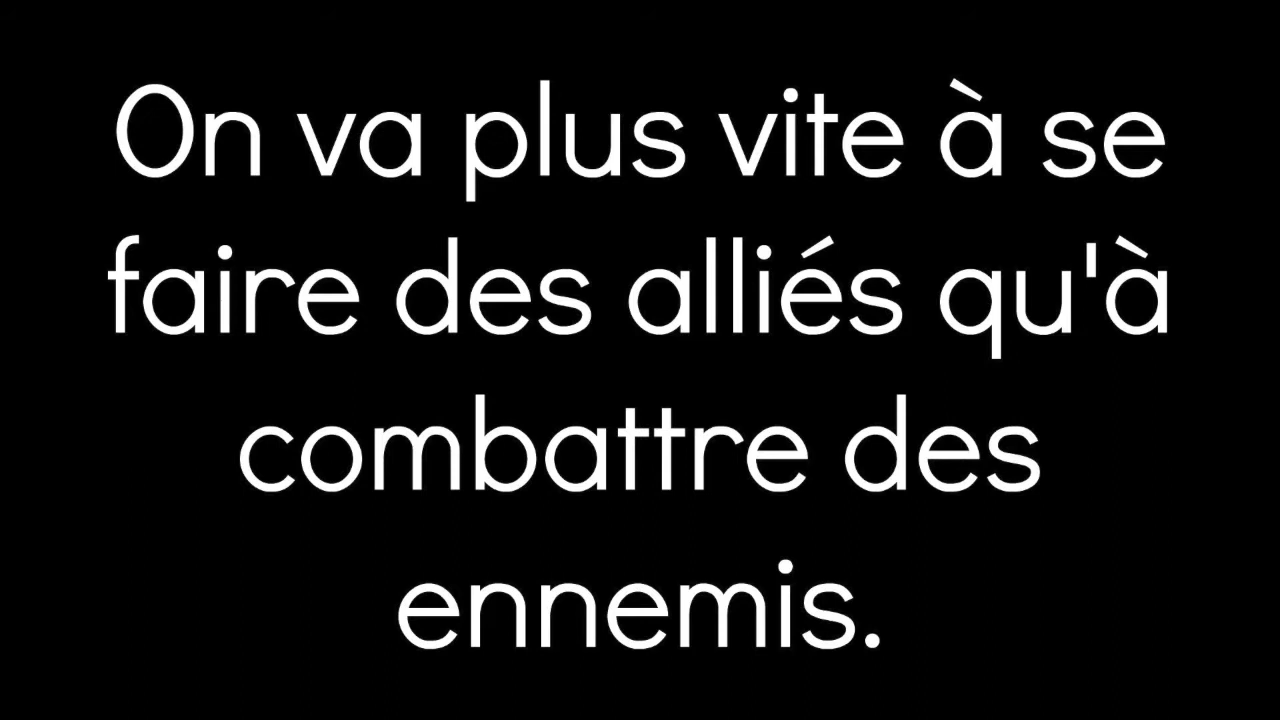 On va plus vite à se
faire des alliés qu'à
combattre des
ennemis.